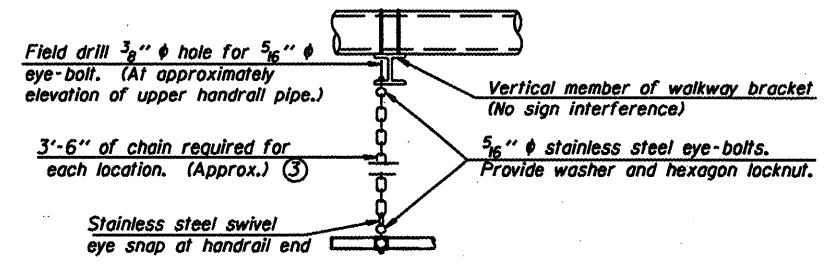 Field drill 3/8" ϕ hole for 5/16" ϕ
eye-bolt. (At approximately
elevation of upper handrail pipe.)
Vertical member of walkway bracket
(No sign interference)
3'-6" of chain required for
each location. (Approx.) ③
5/16" ϕ stainless steel eye-bolts.
Provide washer and hexagon locknut.
Stainless steel swivel
eye snap at handrail end